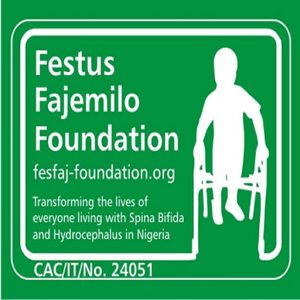 Festus
Fajemilo
Foundation
fesfaj-foundation.org
Transforming the lives of
everyone living with Spina Bifida
and Hydrocephalus in Nigeria
CAC/IT/No. 24051